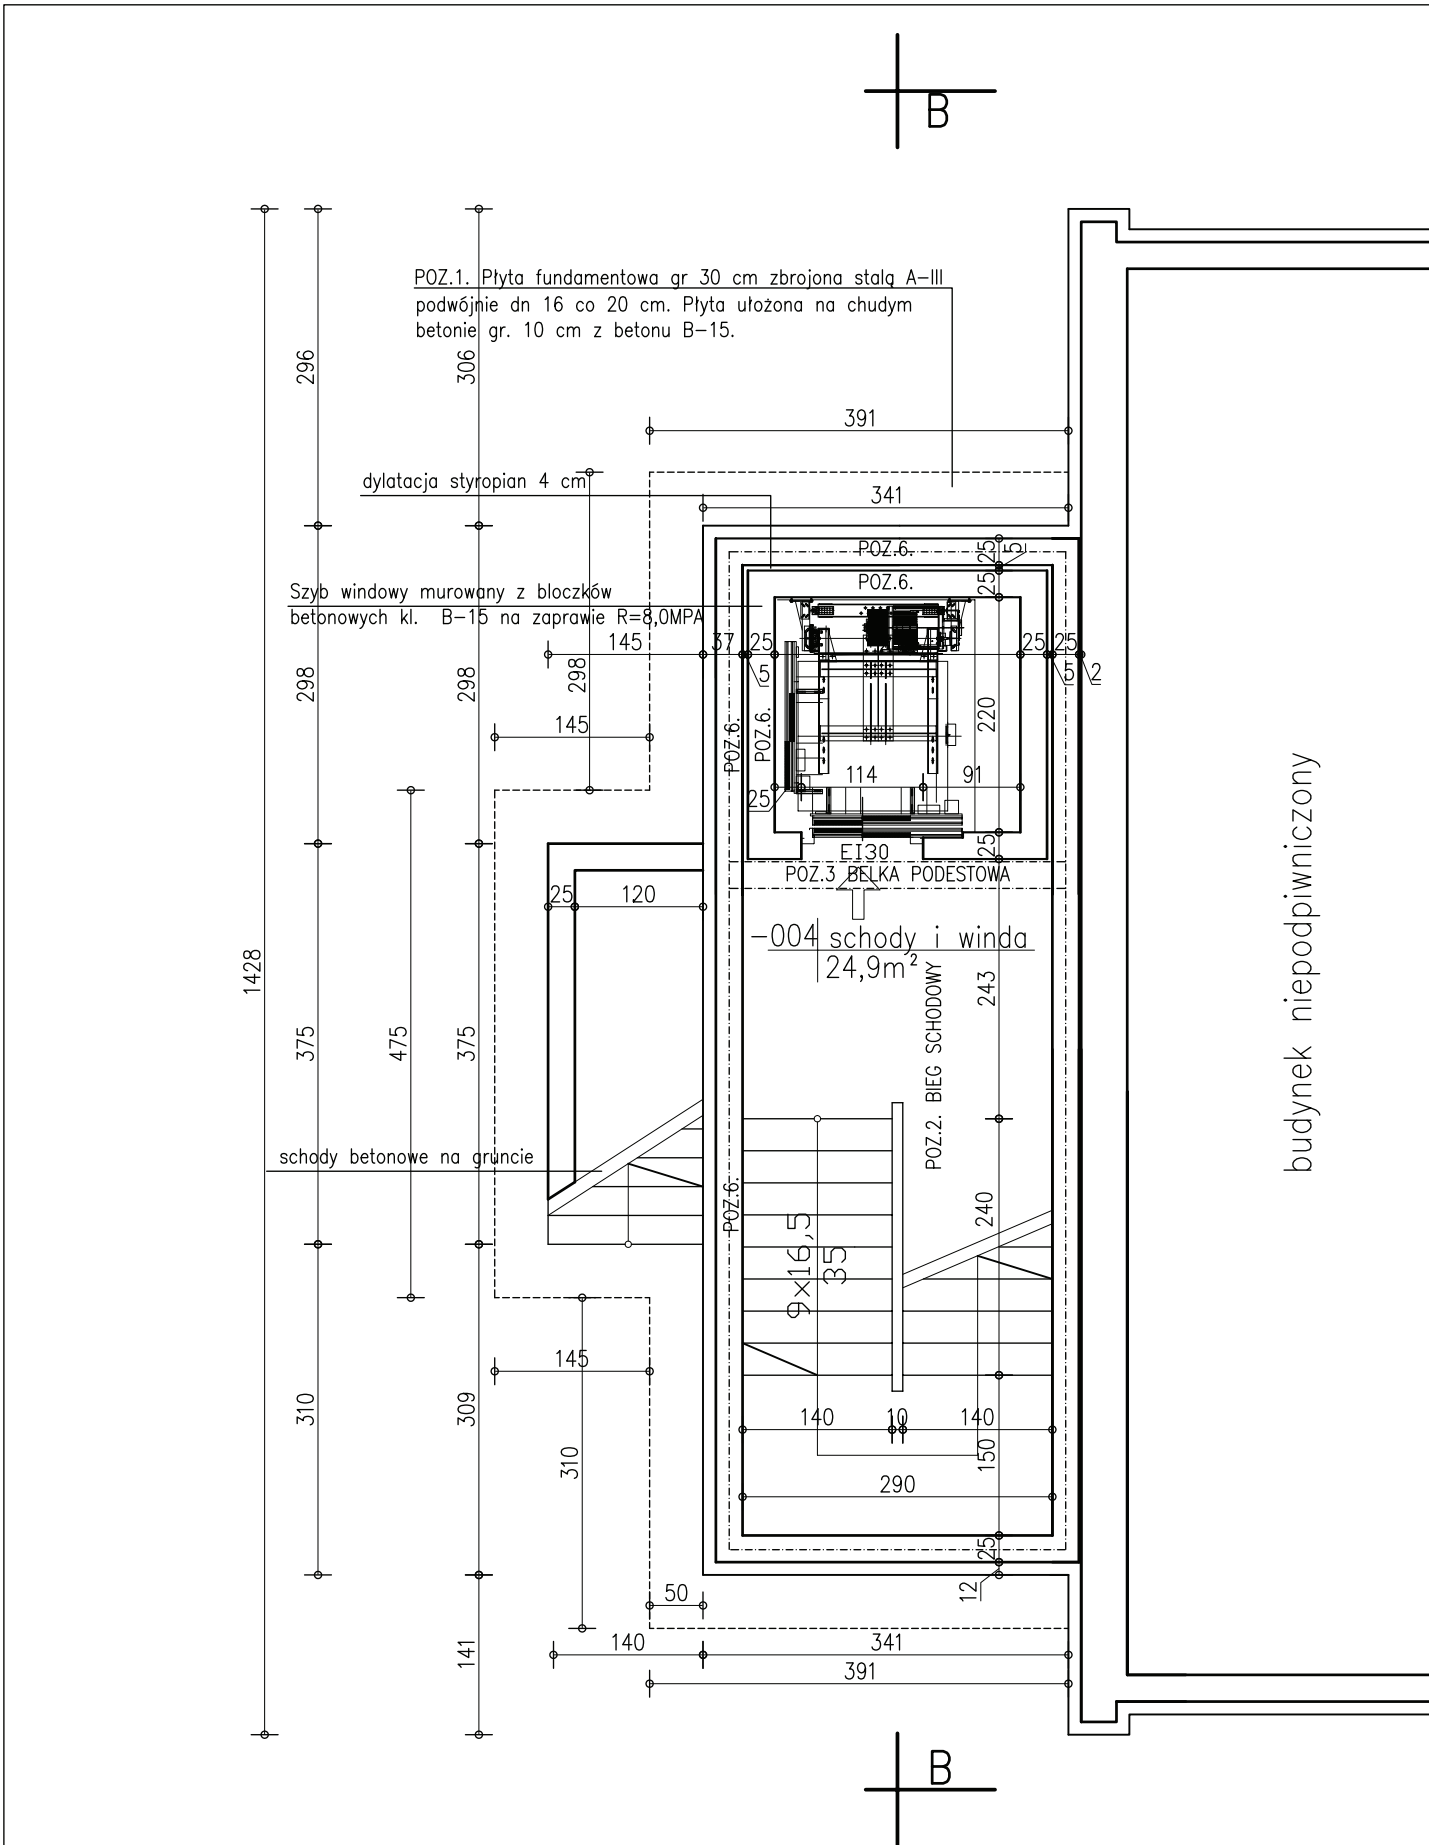 B
POZ.1. Płyta fundamentowa gr 30 cm zbrojona stalą A-III
podwójnie dn 16 co 20 cm. Płyta ułożona na chudym
betonie gr. 10 cm z betonu B-15.
296
306
391
dylatacja styropian 4 cm
341
POZ.6.
25
5
POZ.6.
25
Szyb windowy murowany z bloczków
betonowych kl. B-15 na zaprawie R=8,0MPA
145
37
25
5
25
25
5
2
298
298
298
145
POZ.6.
POZ.6.
220
114
91
25
25
EI30
POZ.3 BELKA PODESTOWA
25
120
-004
schody i winda
24,9m²
1428
375
475
375
243
POZ.2. BIEG SCHODOWY
budynek niepodpiwniczony
schody betonowe na gruncie
POZ.6.
9x16,5
35
240
145
310
309
310
140
10
140
150
290
25
12
50
141
140
341
391
B